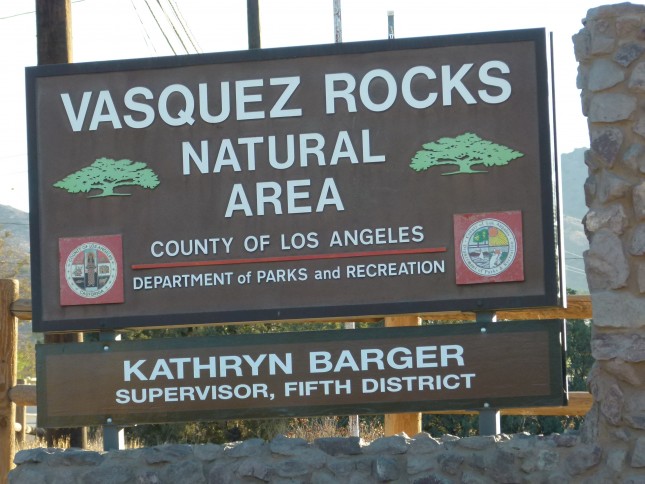 VASQUEZ ROCKS
NATURAL
AREA
COUNTY OF LOS ANGELES
DEPARTMENT of PARKS and RECREATION
KATHRYN BARGER
SUPERVISOR, FIFTH DISTRICT